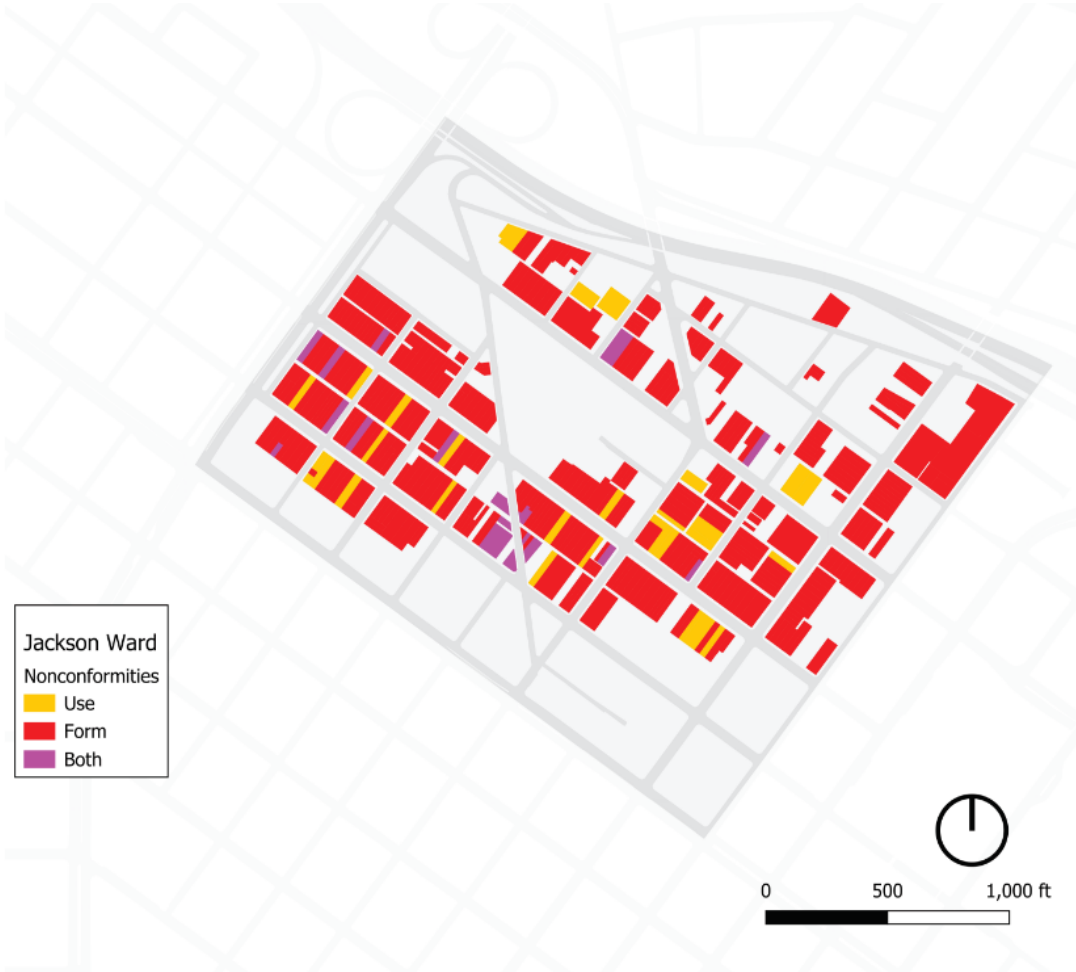 Jackson Ward
Nonconformities
Use
Form
Both
0 500 1,000 ft